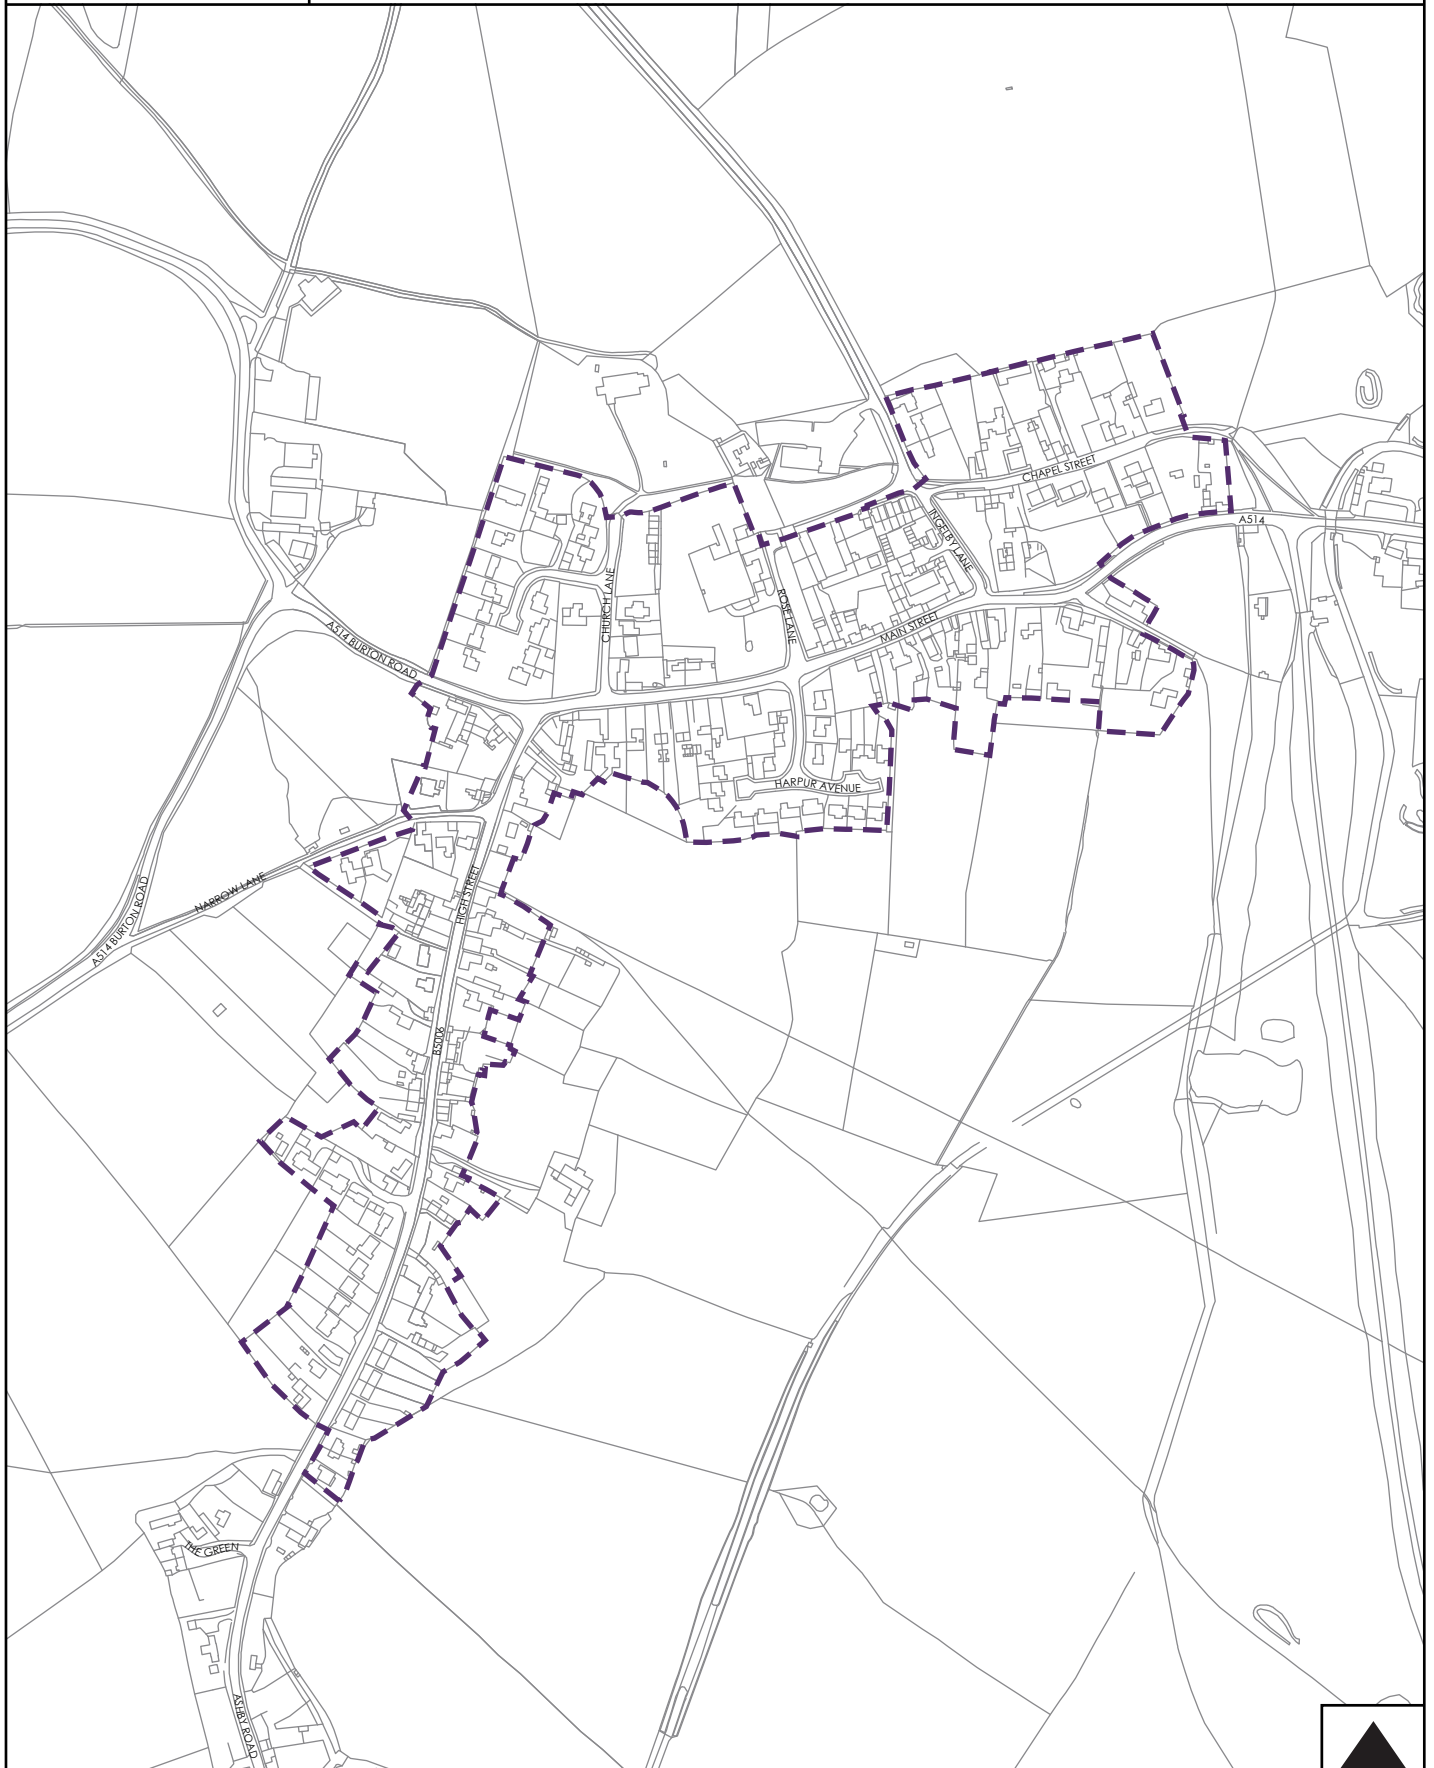 CHAPEL STREET
A514
INGLEBY LANE
CHURCH LANE
ROSE LANE
MAIN STREET
A514 BURTON ROAD
HARPUR AVENUE
HIGH STREET
NARROW LANE
A514 BURTON ROAD
B5006
THE GREEN
ASHBY ROAD